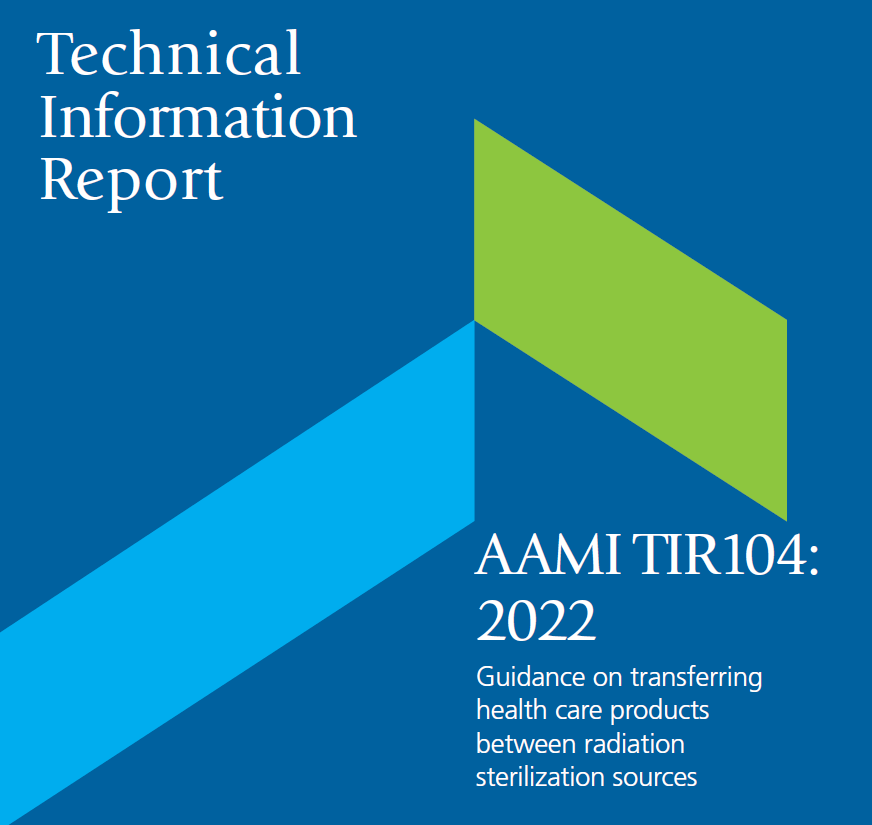 Technical
Information
Report
AAMI TIR104:
2022
Guidance on transferring
health care products
between radiation
sterilization sources